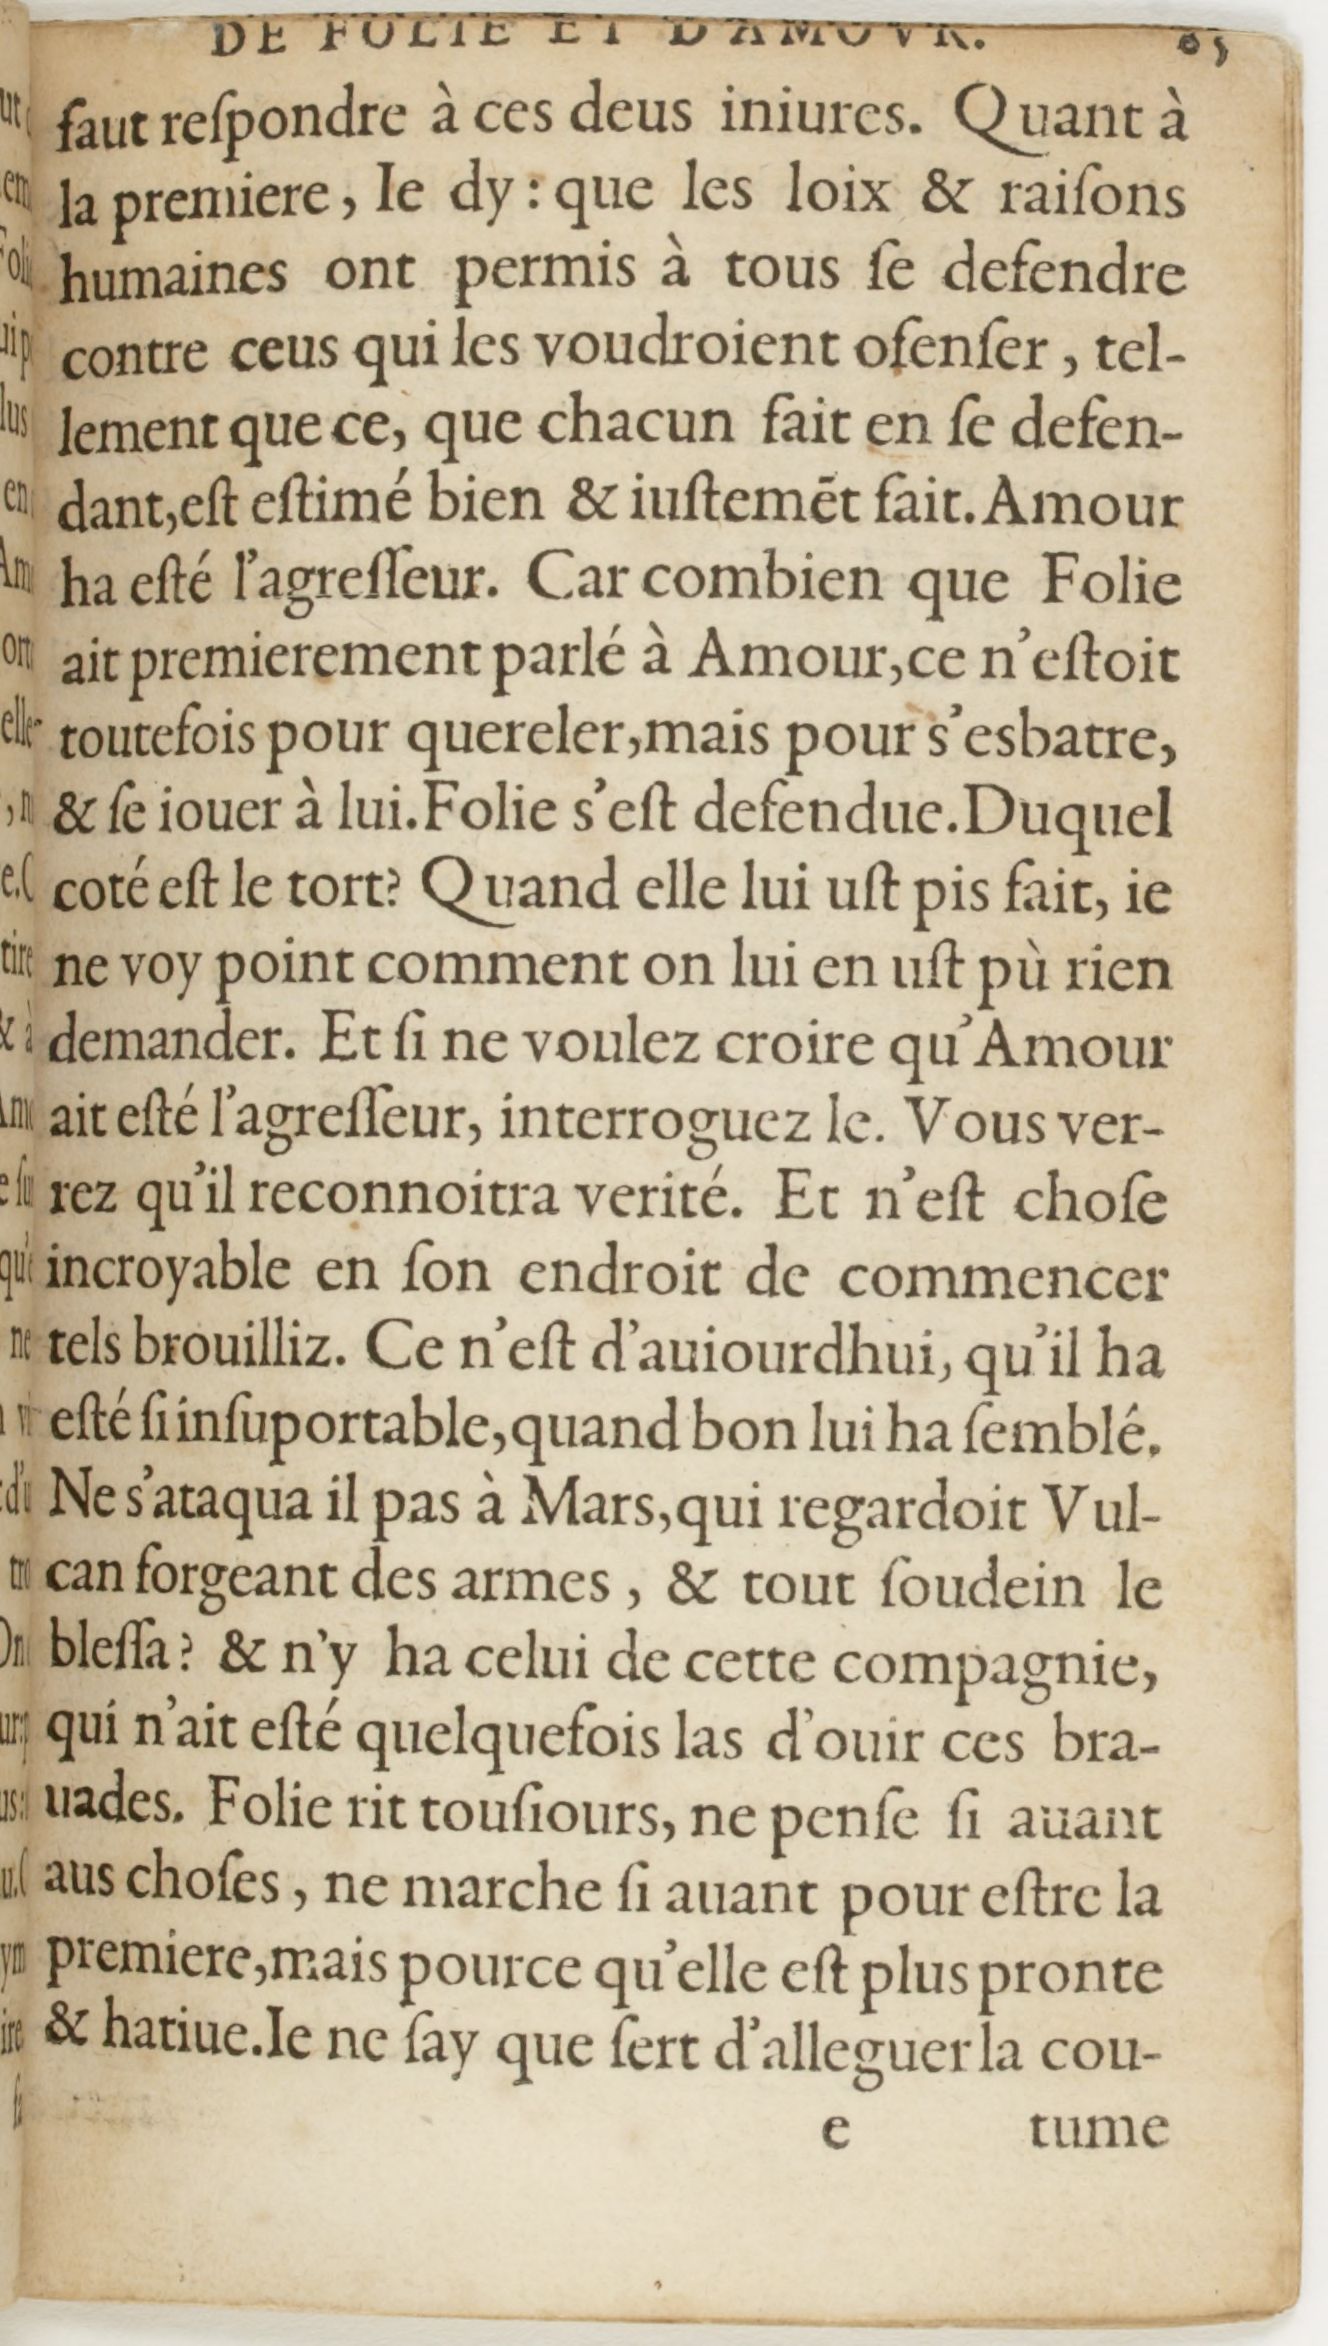 DE FOLIE ET D'AMOVR. 65
faut reſpondre à ces deus iniures. Quant à
la premiere, Ie dy: que les loix & raiſons
humaines ont permis à tous ſe defendre
contre ceus qui les voudroient ofenſer, tel-
lement que ce, que chacun fait en ſe defen-
dant, eſt eſtimé bien & iuſtemēt fait. Amour
ha eſté l'agreſſeur. Car combien que Folie
ait premierement parlé à Amour, ce n'eſtoit
toutefois pour quereler, mais pour s'esbatre,
& ſe iouer à lui. Folie s'eſt defendue. Duquel
coté eſt le tort? Quand elle lui uſt pis fait, ie
ne voy point comment on lui en uſt pù rien
demander. Et ſi ne voulez croire qu'Amour
ait eſté l'agreſſeur, interroguez le. Vous ver-
rez qu'il reconnoitra verité. Et n'eſt choſe
incroyable en ſon endroit de commencer
tels brouilliz. Ce n'eſt d'auiourdhui, qu'il ha
eſté ſi inſuportable, quand bon lui ha ſemblé.
Ne s'ataqua il pas à Mars, qui regardoit Vul-
can forgeant des armes, & tout ſoudein le
bleſſa? & n'y ha celui de cette compagnie,
qui n'ait eſté quelquefois las d'ouir ces bra-
uades. Folie rit touſiours, ne penſe ſi auant
aus choſes, ne marche ſi auant pour eſtre la
premiere, mais pource qu'elle eſt plus pronte
& hatiue. Ie ne ſay que ſert d'alleguer la cou-
e tume